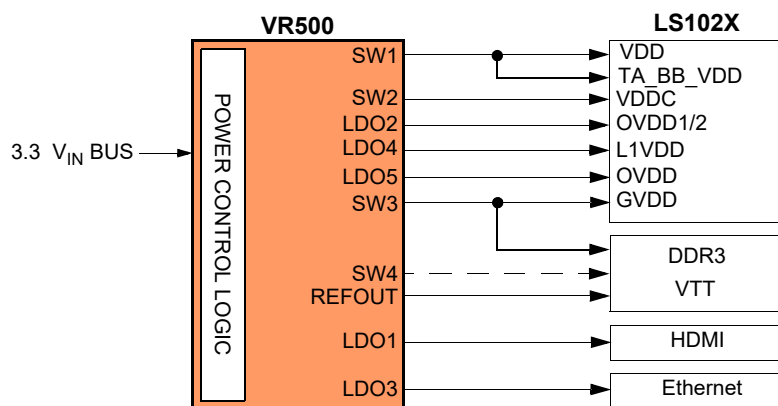 VR500
LS102X
POWER CONTROL LOGIC
3.3 VIN BUS
SW1
SW2
LDO2
LDO4
LDO5
SW3
SW4
REFOUT
LDO1
LDO3
VDD
TA_BB_VDD
VDDC
OVDD1/2
L1VDD
OVDD
GVDD
DDR3
VTT
HDMI
Ethernet